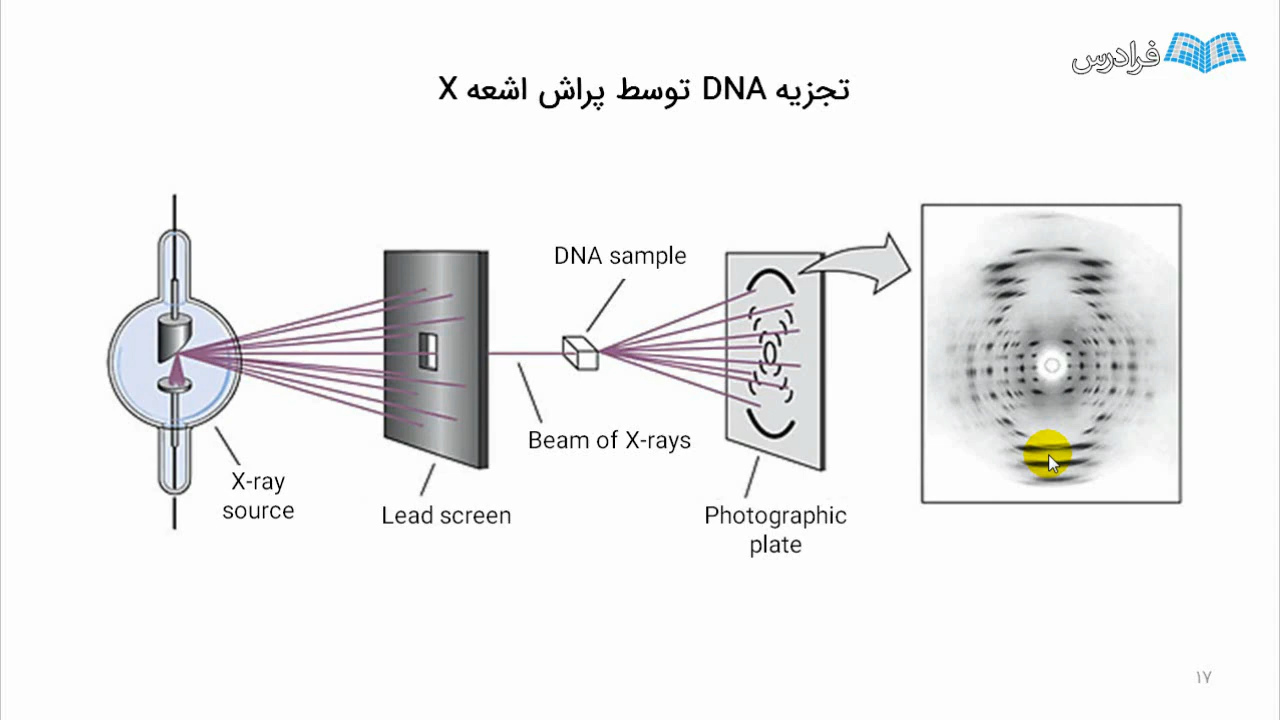 فرادرس
تجزیه DNA توسط پراش اشعه X
DNA sample
Beam of X-rays
X-ray
source
Lead screen
Photographic
plate
۱۷